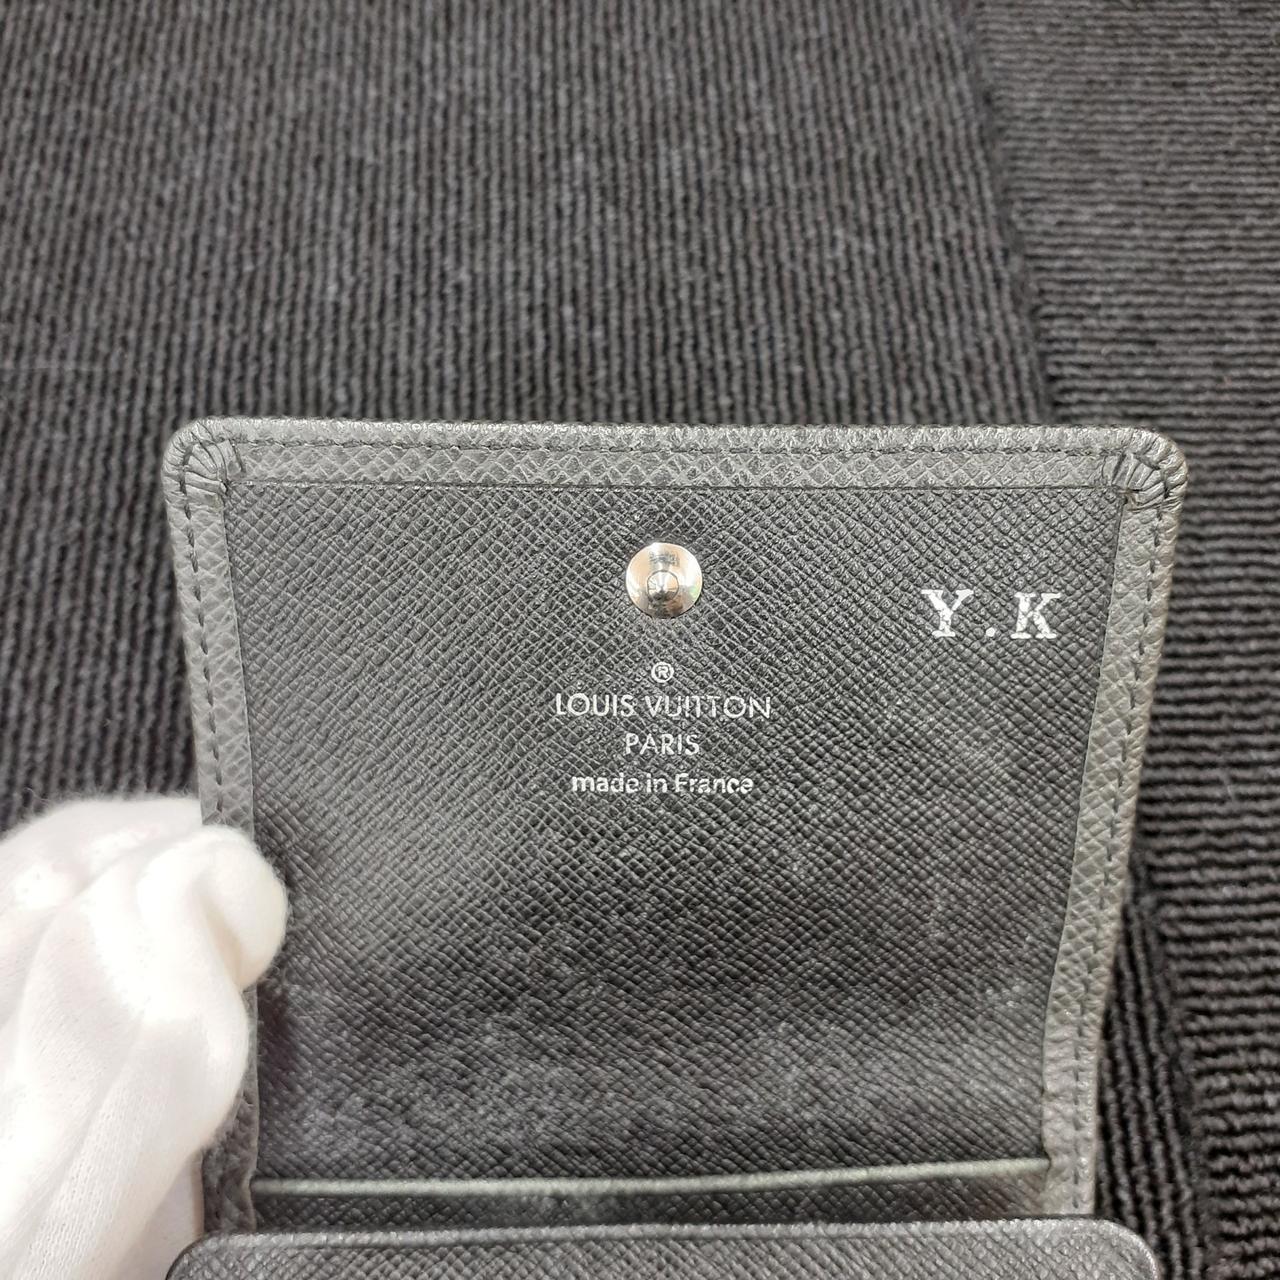 Y.K
®
LOUIS VUITTON
PARIS
made in France